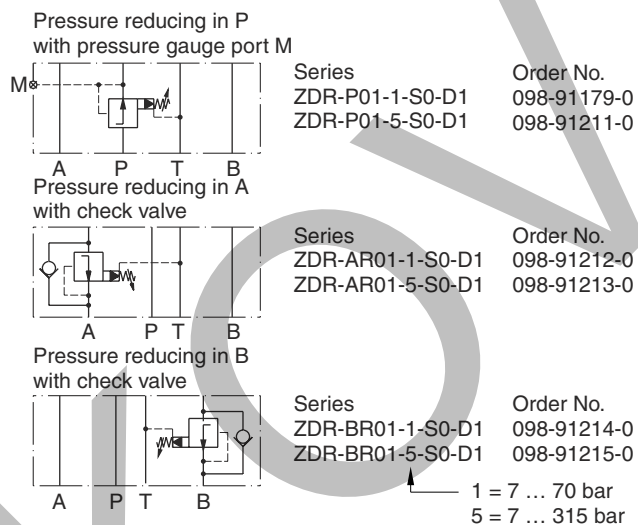 Pressure reducing in P
with pressure gauge port M
M
Series Order No.
ZDR-P01-1-S0-D1 098-91179-0
ZDR-P01-5-S0-D1 098-91211-0
A P T B
Pressure reducing in A
with check valve
Series Order No.
ZDR-AR01-1-S0-D1 098-91212-0
ZDR-AR01-5-S0-D1 098-91213-0
A P T B
Pressure reducing in B
with check valve
Series Order No.
ZDR-BR01-1-S0-D1 098-91214-0
ZDR-BR01-5-S0-D1 098-91215-0
A P T B
1 = 7 … 70 bar
5 = 7 … 315 bar